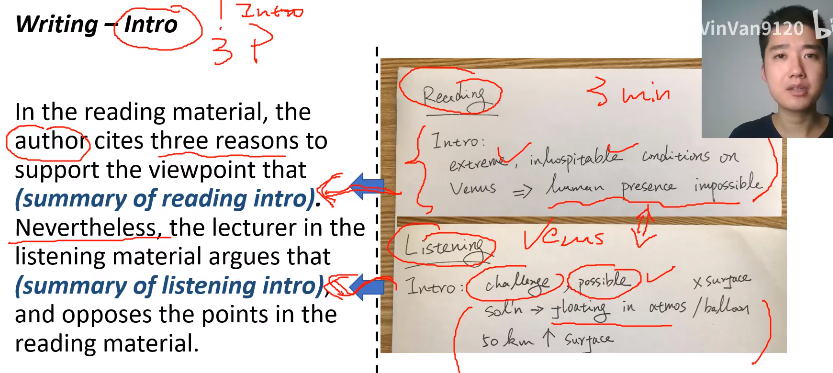 Writing – Intro
1 Intro
3 P
In the reading material, the
author cites three reasons to
support the viewpoint that
(summary of reading intro).
Nevertheless, the lecturer in the
listening material argues that
(summary of listening intro),
and opposes the points in the
reading material.
Reading
3 min
Intro:
extreme, inhospitable conditions on
Venus ⇒ human presence impossible
Listening
Venus
Intro: challenge, possible x surface
sol'n → floating in atmos /balloon
50 km ↑ surface
VinVan9120